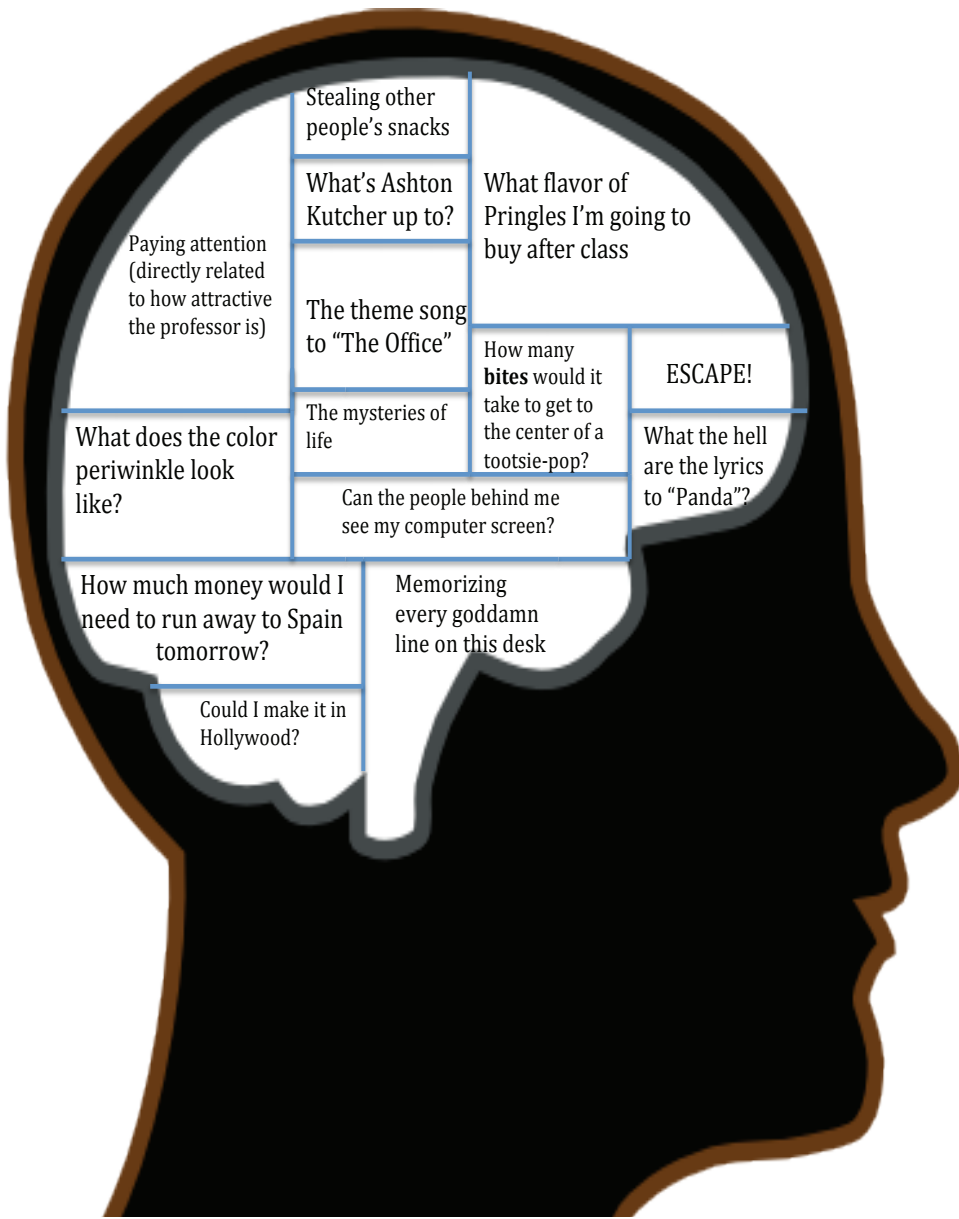 Stealing other
people's snacks
What's Ashton
Kutcher up to?
What flavor of
Pringles I'm going to
buy after class
Paying attention
(directly related
to how attractive
the professor is)
The theme song
to “The Office”
How many
bites would it
take to get to
the center of a
tootsie-pop?
ESCAPE!
The mysteries of
life
What does the color
periwinkle look
like?
What the hell
are the lyrics
to “Panda”?
Can the people behind me
see my computer screen?
How much money would I
need to run away to Spain
tomorrow?
Memorizing
every goddamn
line on this desk
Could I make it in
Hollywood?